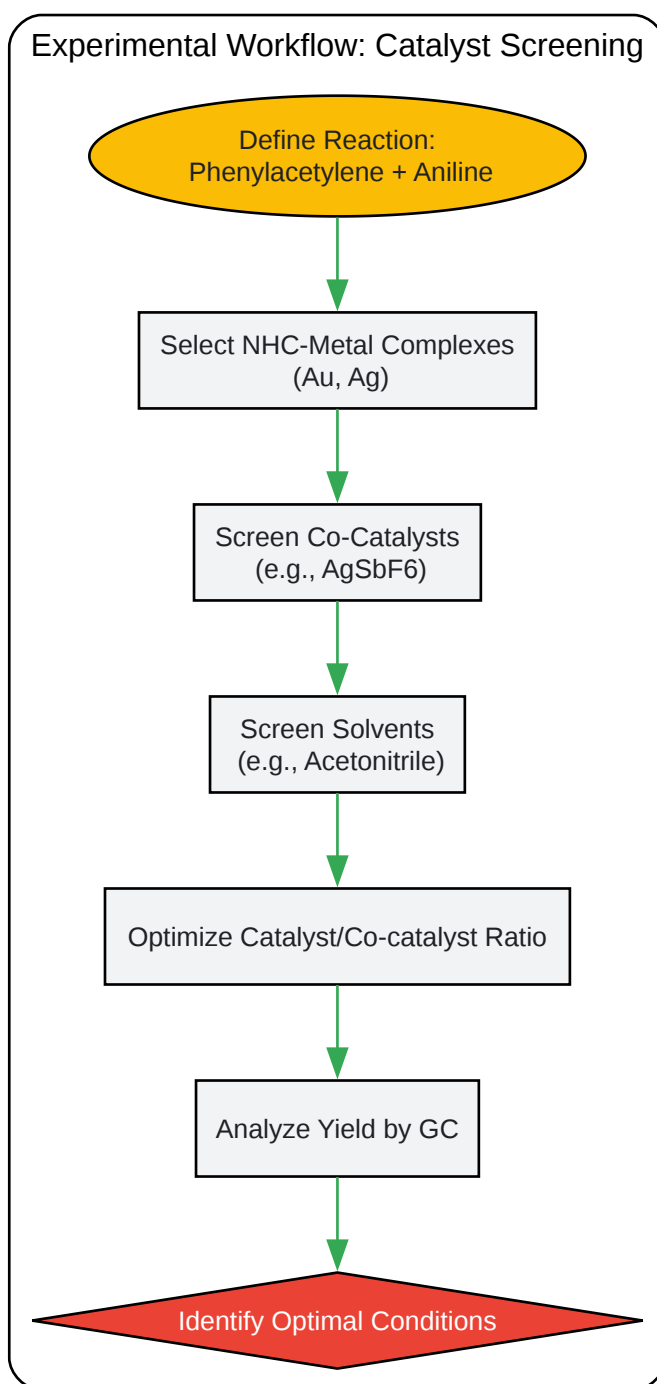 Experimental Workflow: Catalyst Screening
Define Reaction:
Phenylacetylene + Aniline
Select NHC-Metal Complexes
(Au, Ag)
Screen Co-Catalysts
(e.g., AgSbF6)
Screen Solvents
(e.g., Acetonitrile)
Optimize Catalyst/Co-catalyst Ratio
Analyze Yield by GC
Identify Optimal Conditions